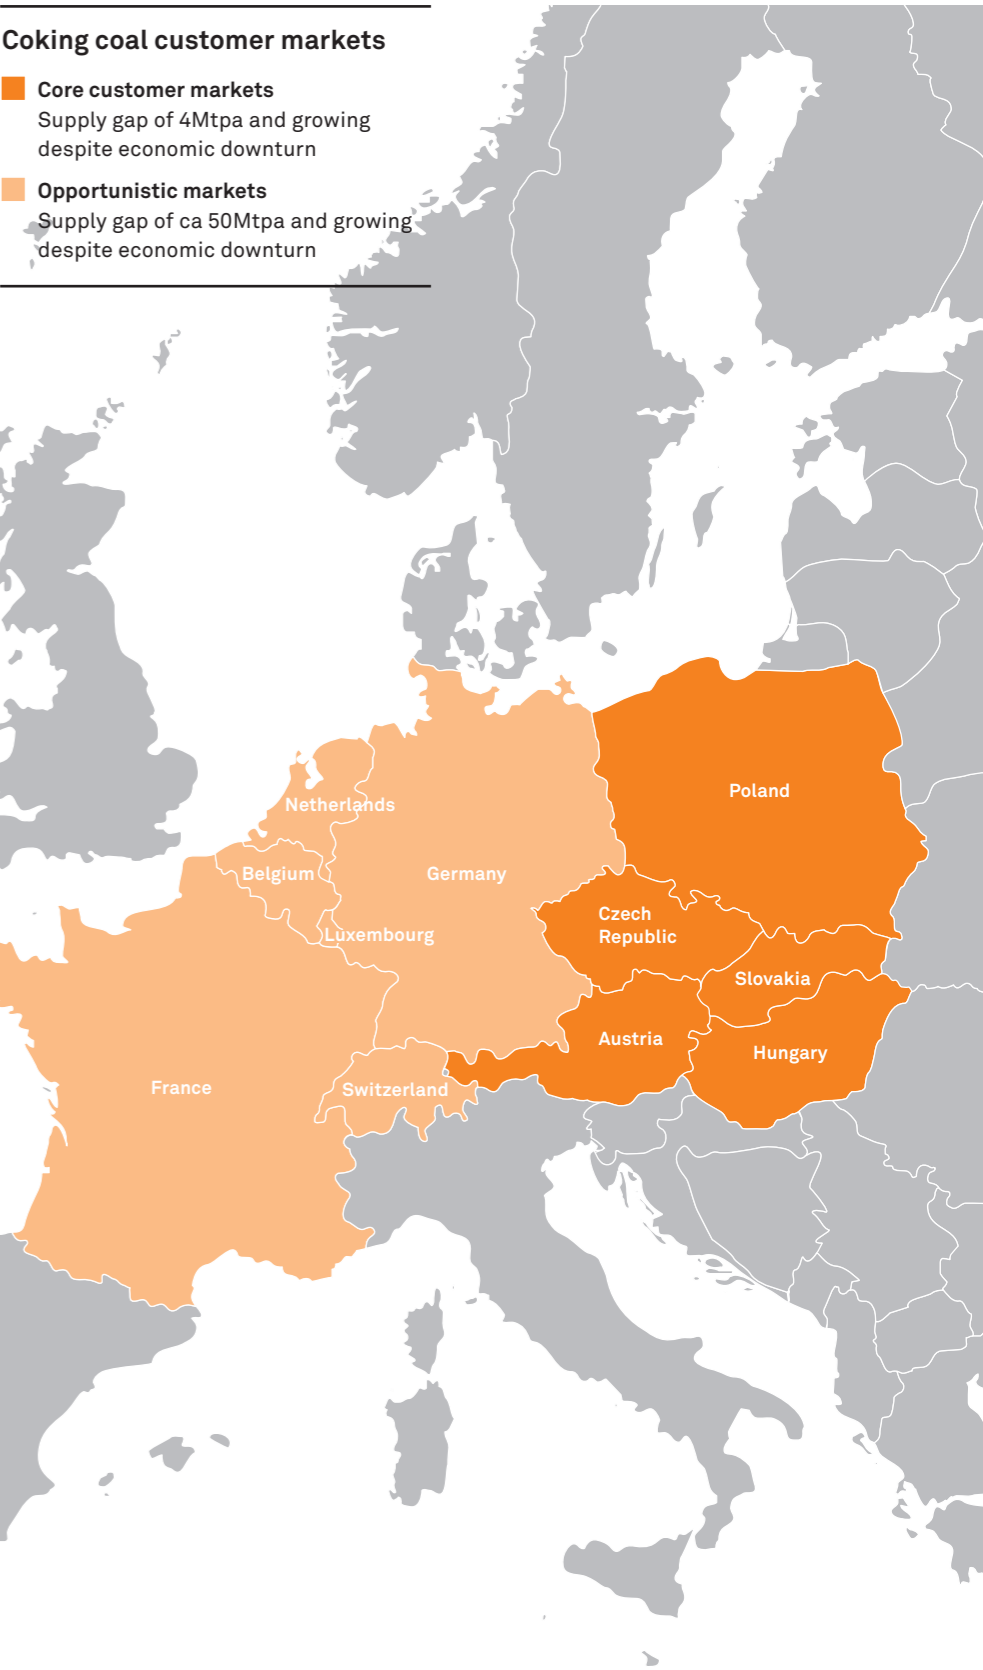 Coking coal customer markets
Core customer markets
Supply gap of 4Mtpa and growing
despite economic downturn
Opportunistic markets
Supply gap of ca 50Mtpa and growing
despite economic downturn
Poland
Netherlands
Belgium
Germany
Czech
Republic
Luxembourg
Slovakia
Austria
Hungary
France
Switzerland